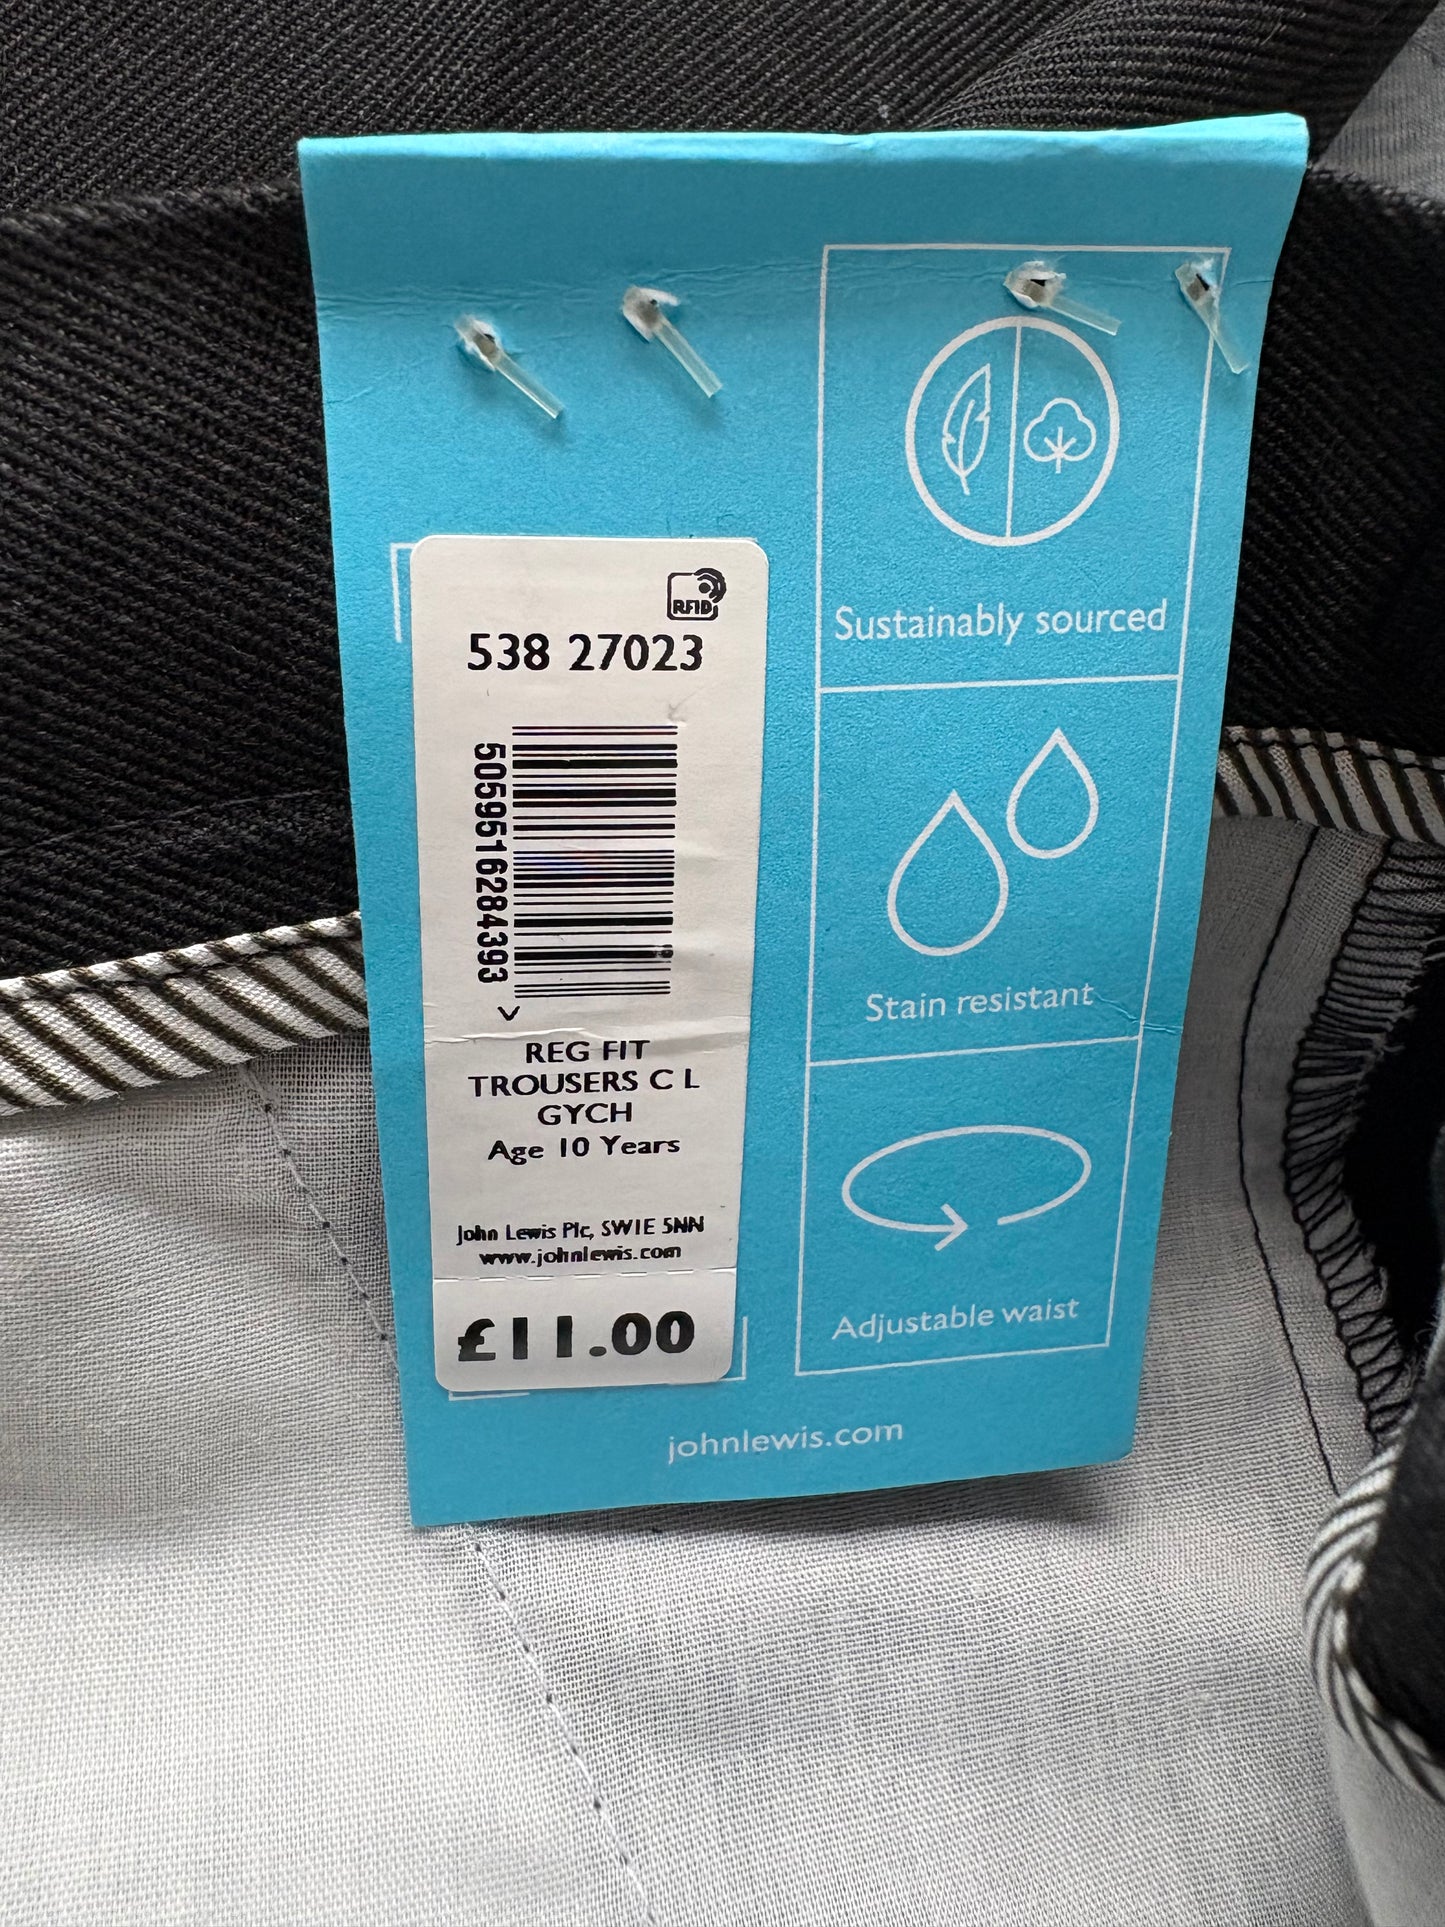 RFID
538 27023
5059516284393
>
REG FIT
TROUSERS C L
GYCH
Age 10 Years
John Lewis Plc, SW1E 5NN
www.johnlewis.com
£11.00
Sustainably sourced
Stain resistant
Adjustable waist
johnlewis.com